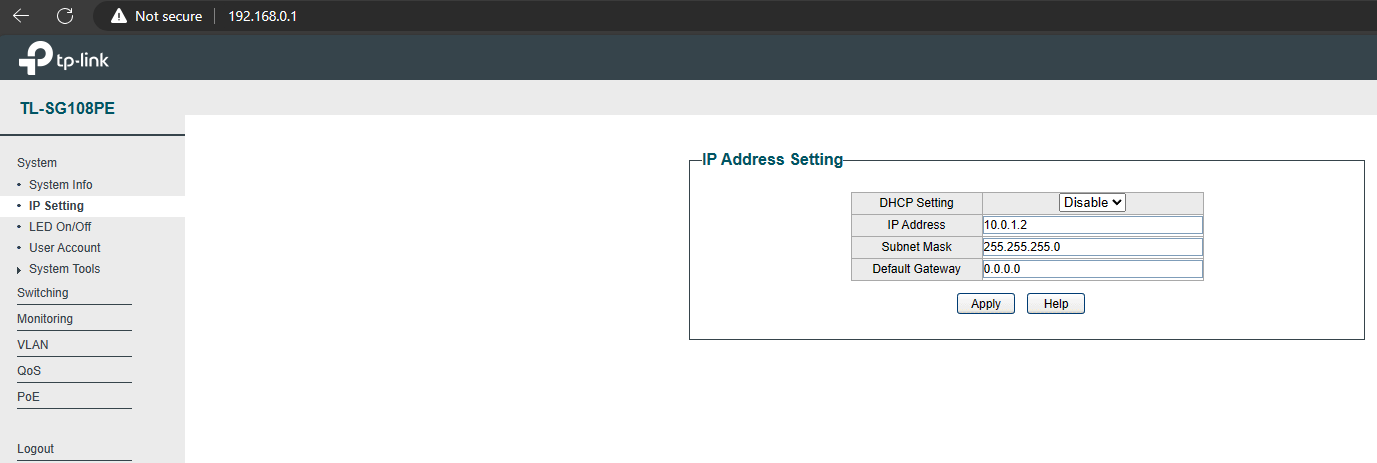 Not secure 192.168.0.1
tp-link
TL-SG108PE
System
System Info
IP Setting
LED On/Off
User Account
System Tools
Switching
Monitoring
VLAN
QoS
PoE
Logout
IP Address Setting
DHCP Setting Disable
IP Address 10.0.1.2
Subnet Mask 255.255.255.0
Default Gateway 0.0.0.0
Apply Help